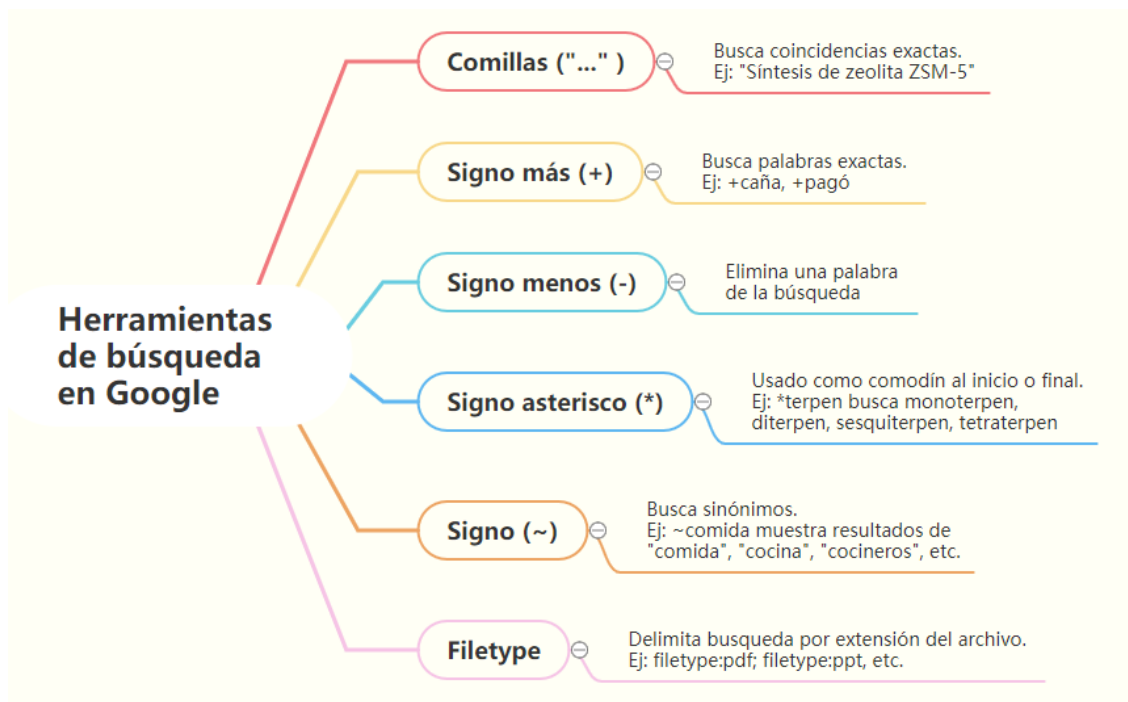 Herramientas
de búsqueda
en Google
Comillas ("..." )
Busca coincidencias exactas.
Ej: "Síntesis de zeolita ZSM-5"
Signo más (+)
Busca palabras exactas.
Ej: +caña, +pagó
Signo menos (-)
Elimina una palabra
de la búsqueda
Signo asterisco (*)
Usado como comodín al inicio o final.
Ej: *terpen busca monoterpen,
diterpen, sesquiterpen, tetraterpen
Signo (~)
Busca sinónimos.
Ej: ~comida muestra resultados de
"comida", "cocina", "cocineros", etc.
Filetype
Delimita busqueda por extensión del archivo.
Ej: filetype:pdf; filetype:ppt, etc.